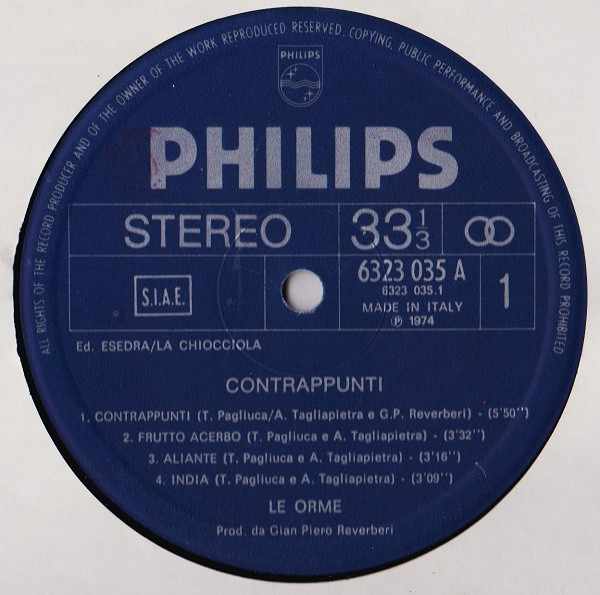 ALL RIGHTS OF THE RECORD PRODUCER AND OF THE OWNER OF THE WORK REPRODUCED RESERVED. COPYING, PUBLIC PERFORMANCE AND BROADCASTING OF THIS RECORD PROHIBITED
PHILIPS
PHILIPS
STEREO 33 1/3
S.I.A.E. 6323 035 A 1
6323 035.1
MADE IN ITALY
℗ 1974
Ed. ESEDRA/LA CHIOCCIOLA
CONTRAPPUNTI
1. CONTRAPPUNTI (T. Pagliuca/A. Tagliapietra e G.P. Reverberi) - (5'50'')
2. FRUTTO ACERBO (T. Pagliuca e A. Tagliapietra) - (3'32'')
3. ALIANTE (T. Pagliuca e A. Tagliapietra) - (3'16'')
4. INDIA (T. Pagliuca e A. Tagliapietra) - (3'09'')
LE ORME
Prod. da Gian Piero Reverberi